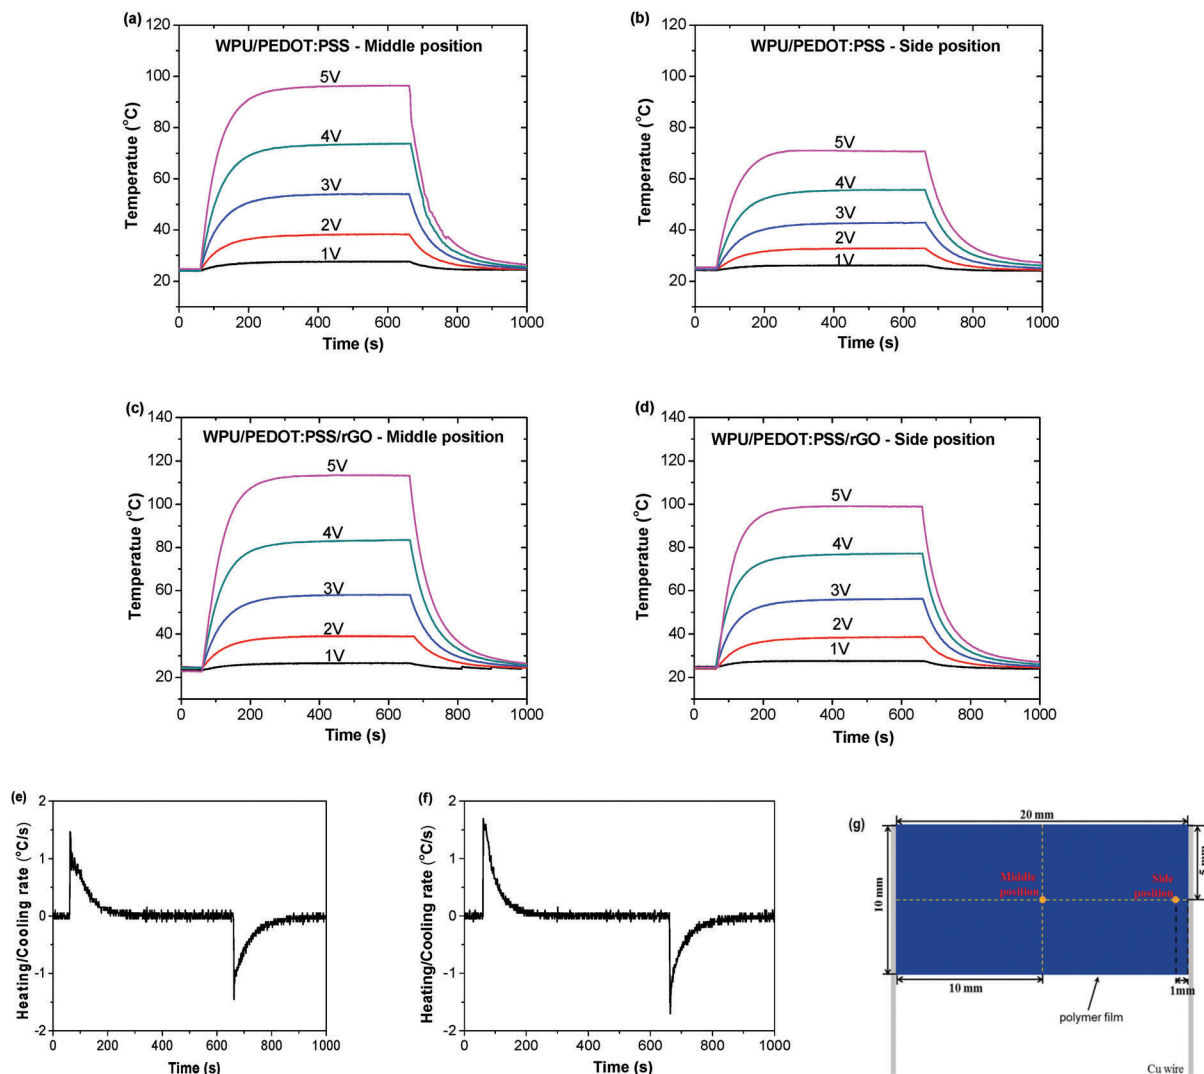 (a)
WPU/PEDOT:PSS - Middle position
Temperatue (°C)
120
100
80
60
40
20
5V
4V
3V
2V
1V
0 200 400 600 800 1000
Time (s)
(b)
WPU/PEDOT:PSS - Side position
Temperatue (°C)
120
100
80
60
40
20
5V
4V
3V
2V
1V
0 200 400 600 800 1000
Time (s)
(c)
WPU/PEDOT:PSS/rGO - Middle position
Temperatue (°C)
140
120
100
80
60
40
20
5V
4V
3V
2V
1V
0 200 400 600 800 1000
Time (s)
(d)
WPU/PEDOT:PSS/rGO - Side position
Temperatue (°C)
140
120
100
80
60
40
20
5V
4V
3V
2V
1V
0 200 400 600 800 1000
Time (s)
(e)
Heating/Cooling rate (°C/s)
2
1
0
-1
-2
0 200 400 600 800 1000
Time (s)
(f)
Heating/Cooling rate (°C/s)
2
1
0
-1
-2
0 200 400 600 800 1000
Time (s)
(g)
20 mm
10 mm
5 mm
Middle
position
Side
position
10 mm
1mm
polymer film
Cu wire